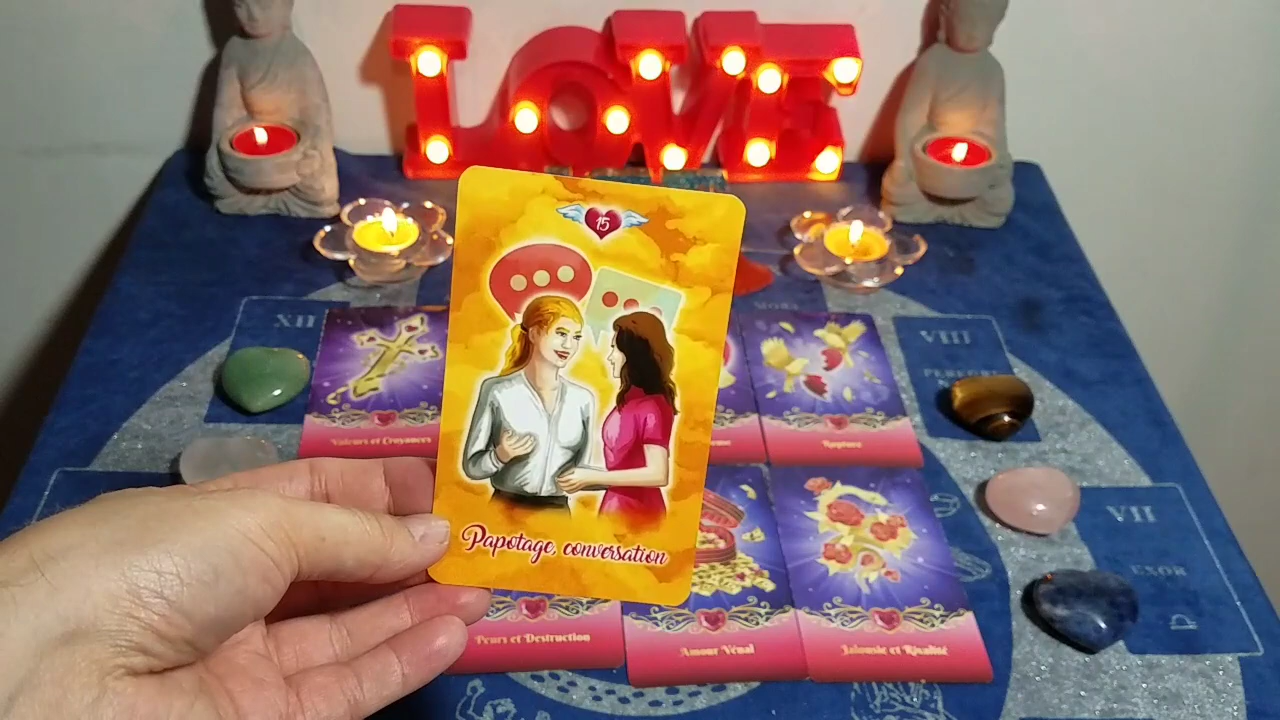 LOVE
15
Papotage, conversation
XII
VIII
Valeurs et Croyances
Rupture
VII
EXOR
Peurs et Destruction
Amour Vénal
Jalousie et Rivalité